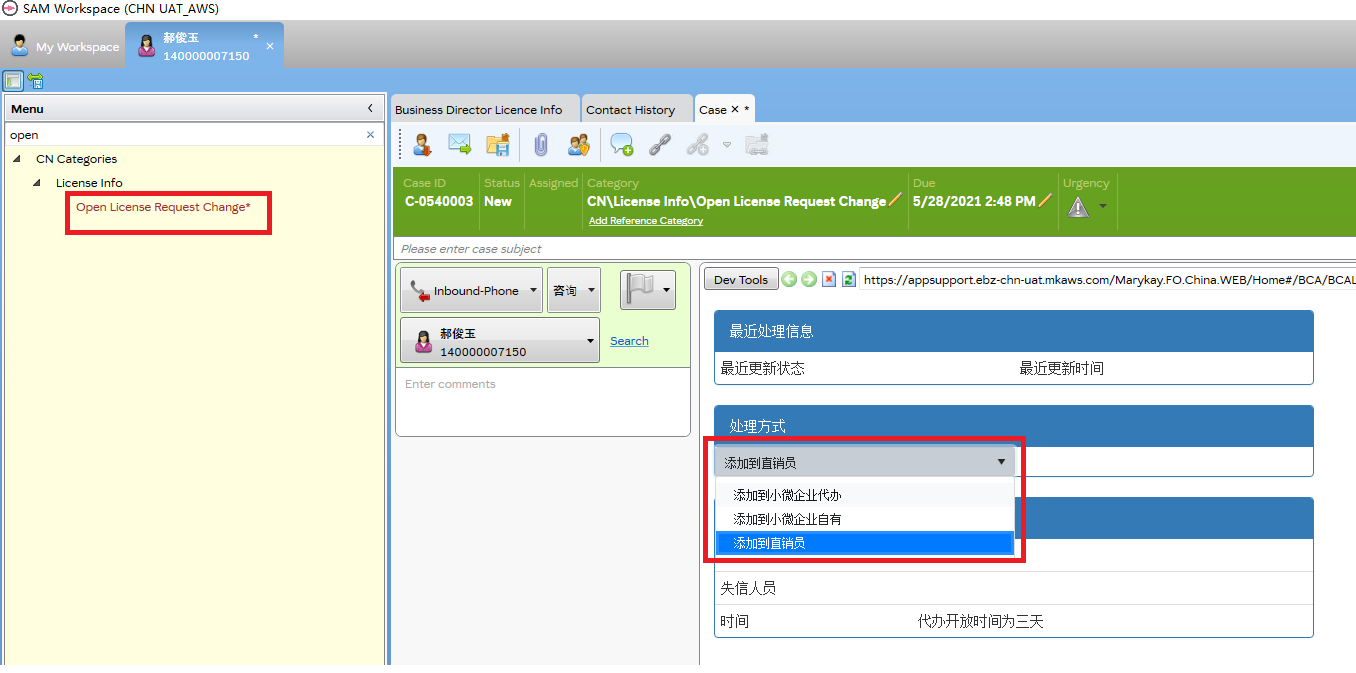 SAM Workspace (CHN UAT_AWS)
My Workspace
郝俊玉 *
140000007150 ×
Menu
open
CN Categories
License Info
Open License Request Change*
Business Director Licence Info
Contact History
Case ✕ *
Case ID
C-0540003
Status
New
Assigned
Category
CN\License Info\Open License Request Change
Add Reference Category
Due
5/28/2021 2:48 PM
Urgency
Please enter case subject
Inbound-Phone
咨询
郝俊玉
140000007150
Search
Enter comments
Dev Tools
https://appsupport.ebz-chn-uat.mkaws.com/Marykay.FO.China.WEB/Home#/BCA/BCAL
最近处理信息
最近更新状态 最近更新时间
处理方式
添加到直销员
添加到小微企业代办
添加到小微企业自有
添加到直销员
失信人员
时间 代办开放时间为三天